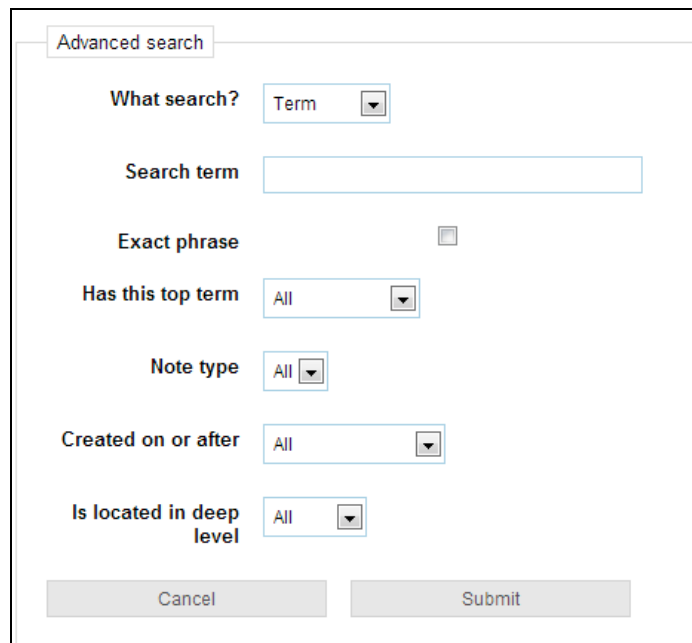 Advanced search
What search? Term
Search term
Exact phrase
Has this top term All
Note type All
Created on or after All
Is located in deep All
level
Cancel Submit